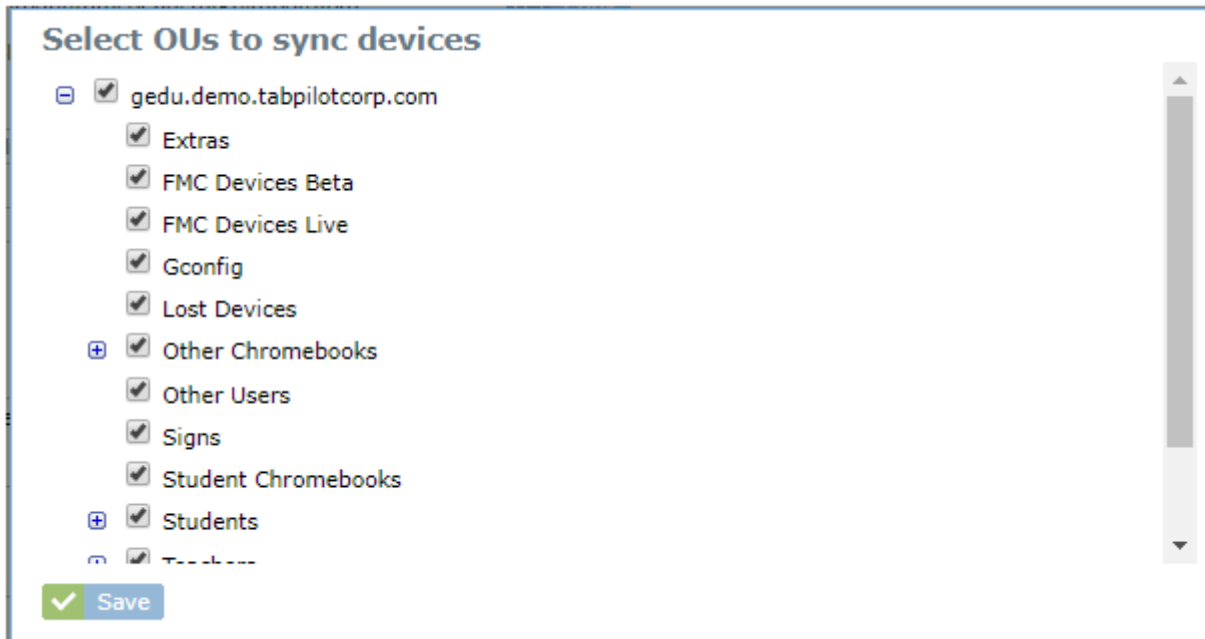 Select OUs to sync devices
gedu.demo.tabpilotcorp.com
Extras
FMC Devices Beta
FMC Devices Live
Gconfig
Lost Devices
Other Chromebooks
Other Users
Signs
Student Chromebooks
Students
Save